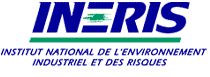 INERIS
INSTITUT NATIONAL DE L'ENVIRONNEMENT
INDUSTRIEL ET DES RISQUES